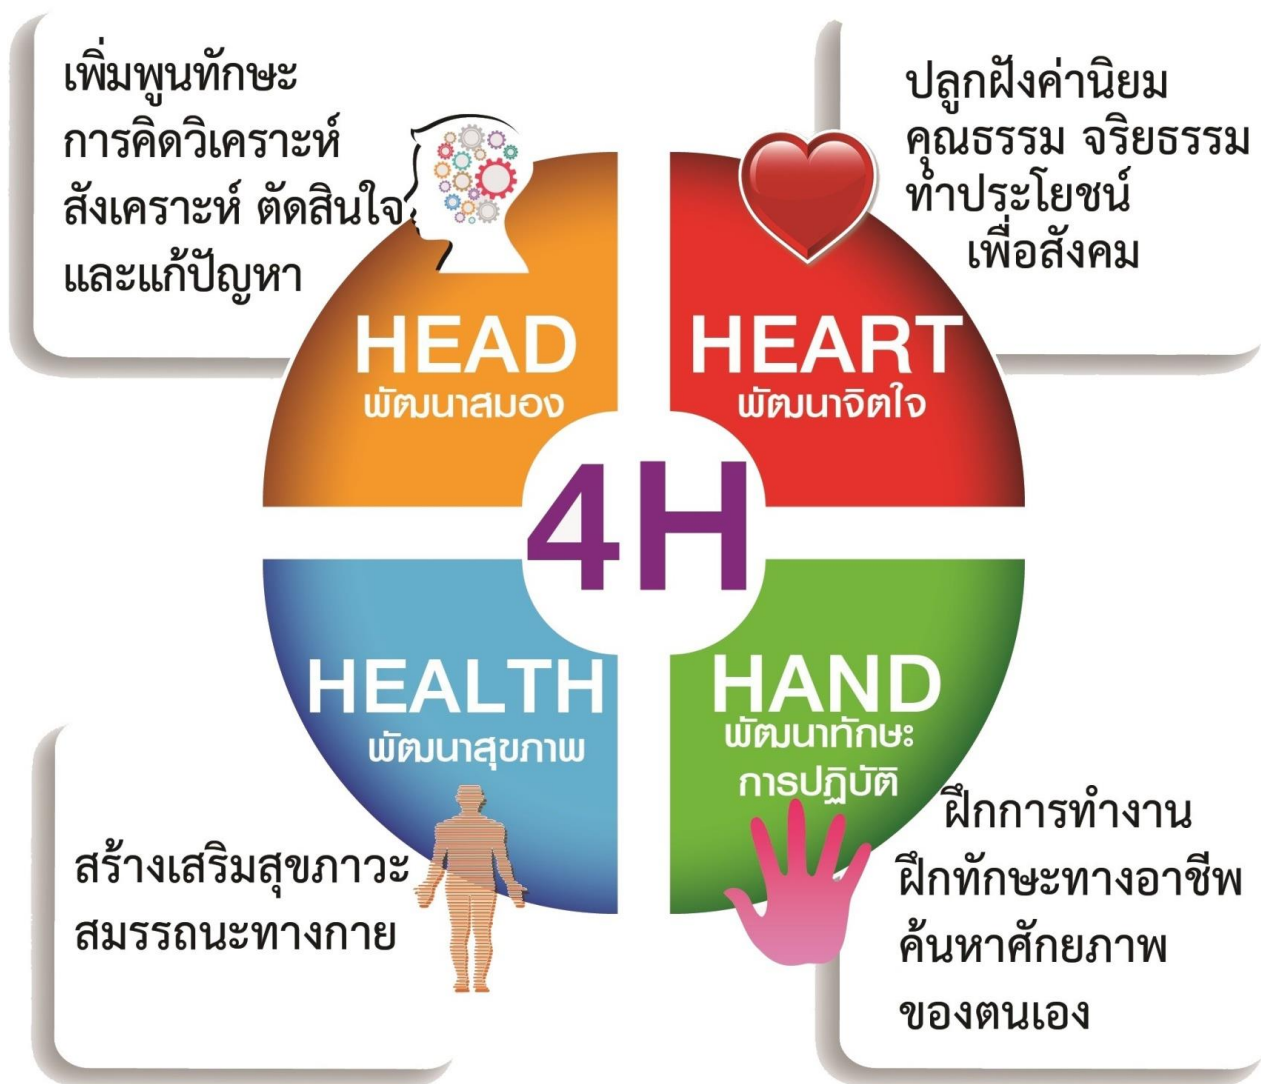 เพิ่มพูนทักษะ
การคิดวิเคราะห์
สังเคราะห์ ตัดสินใจ
และแก้ปัญหา
HEAD
พัฒนาสมอง
ปลูกฝังค่านิยม
คุณธรรม จริยธรรม
ทำประโยชน์
เพื่อสังคม
HEART
พัฒนาจิตใจ
4H
HEALTH
พัฒนาสุขภาพ
สร้างเสริมสุขภาวะ
สมรรถนะทางกาย
HAND
พัฒนาทักษะ
การปฏิบัติ
ฝึกการทำงาน
ฝึกทักษะทางอาชีพ
ค้นหาศักยภาพ
ของตนเอง